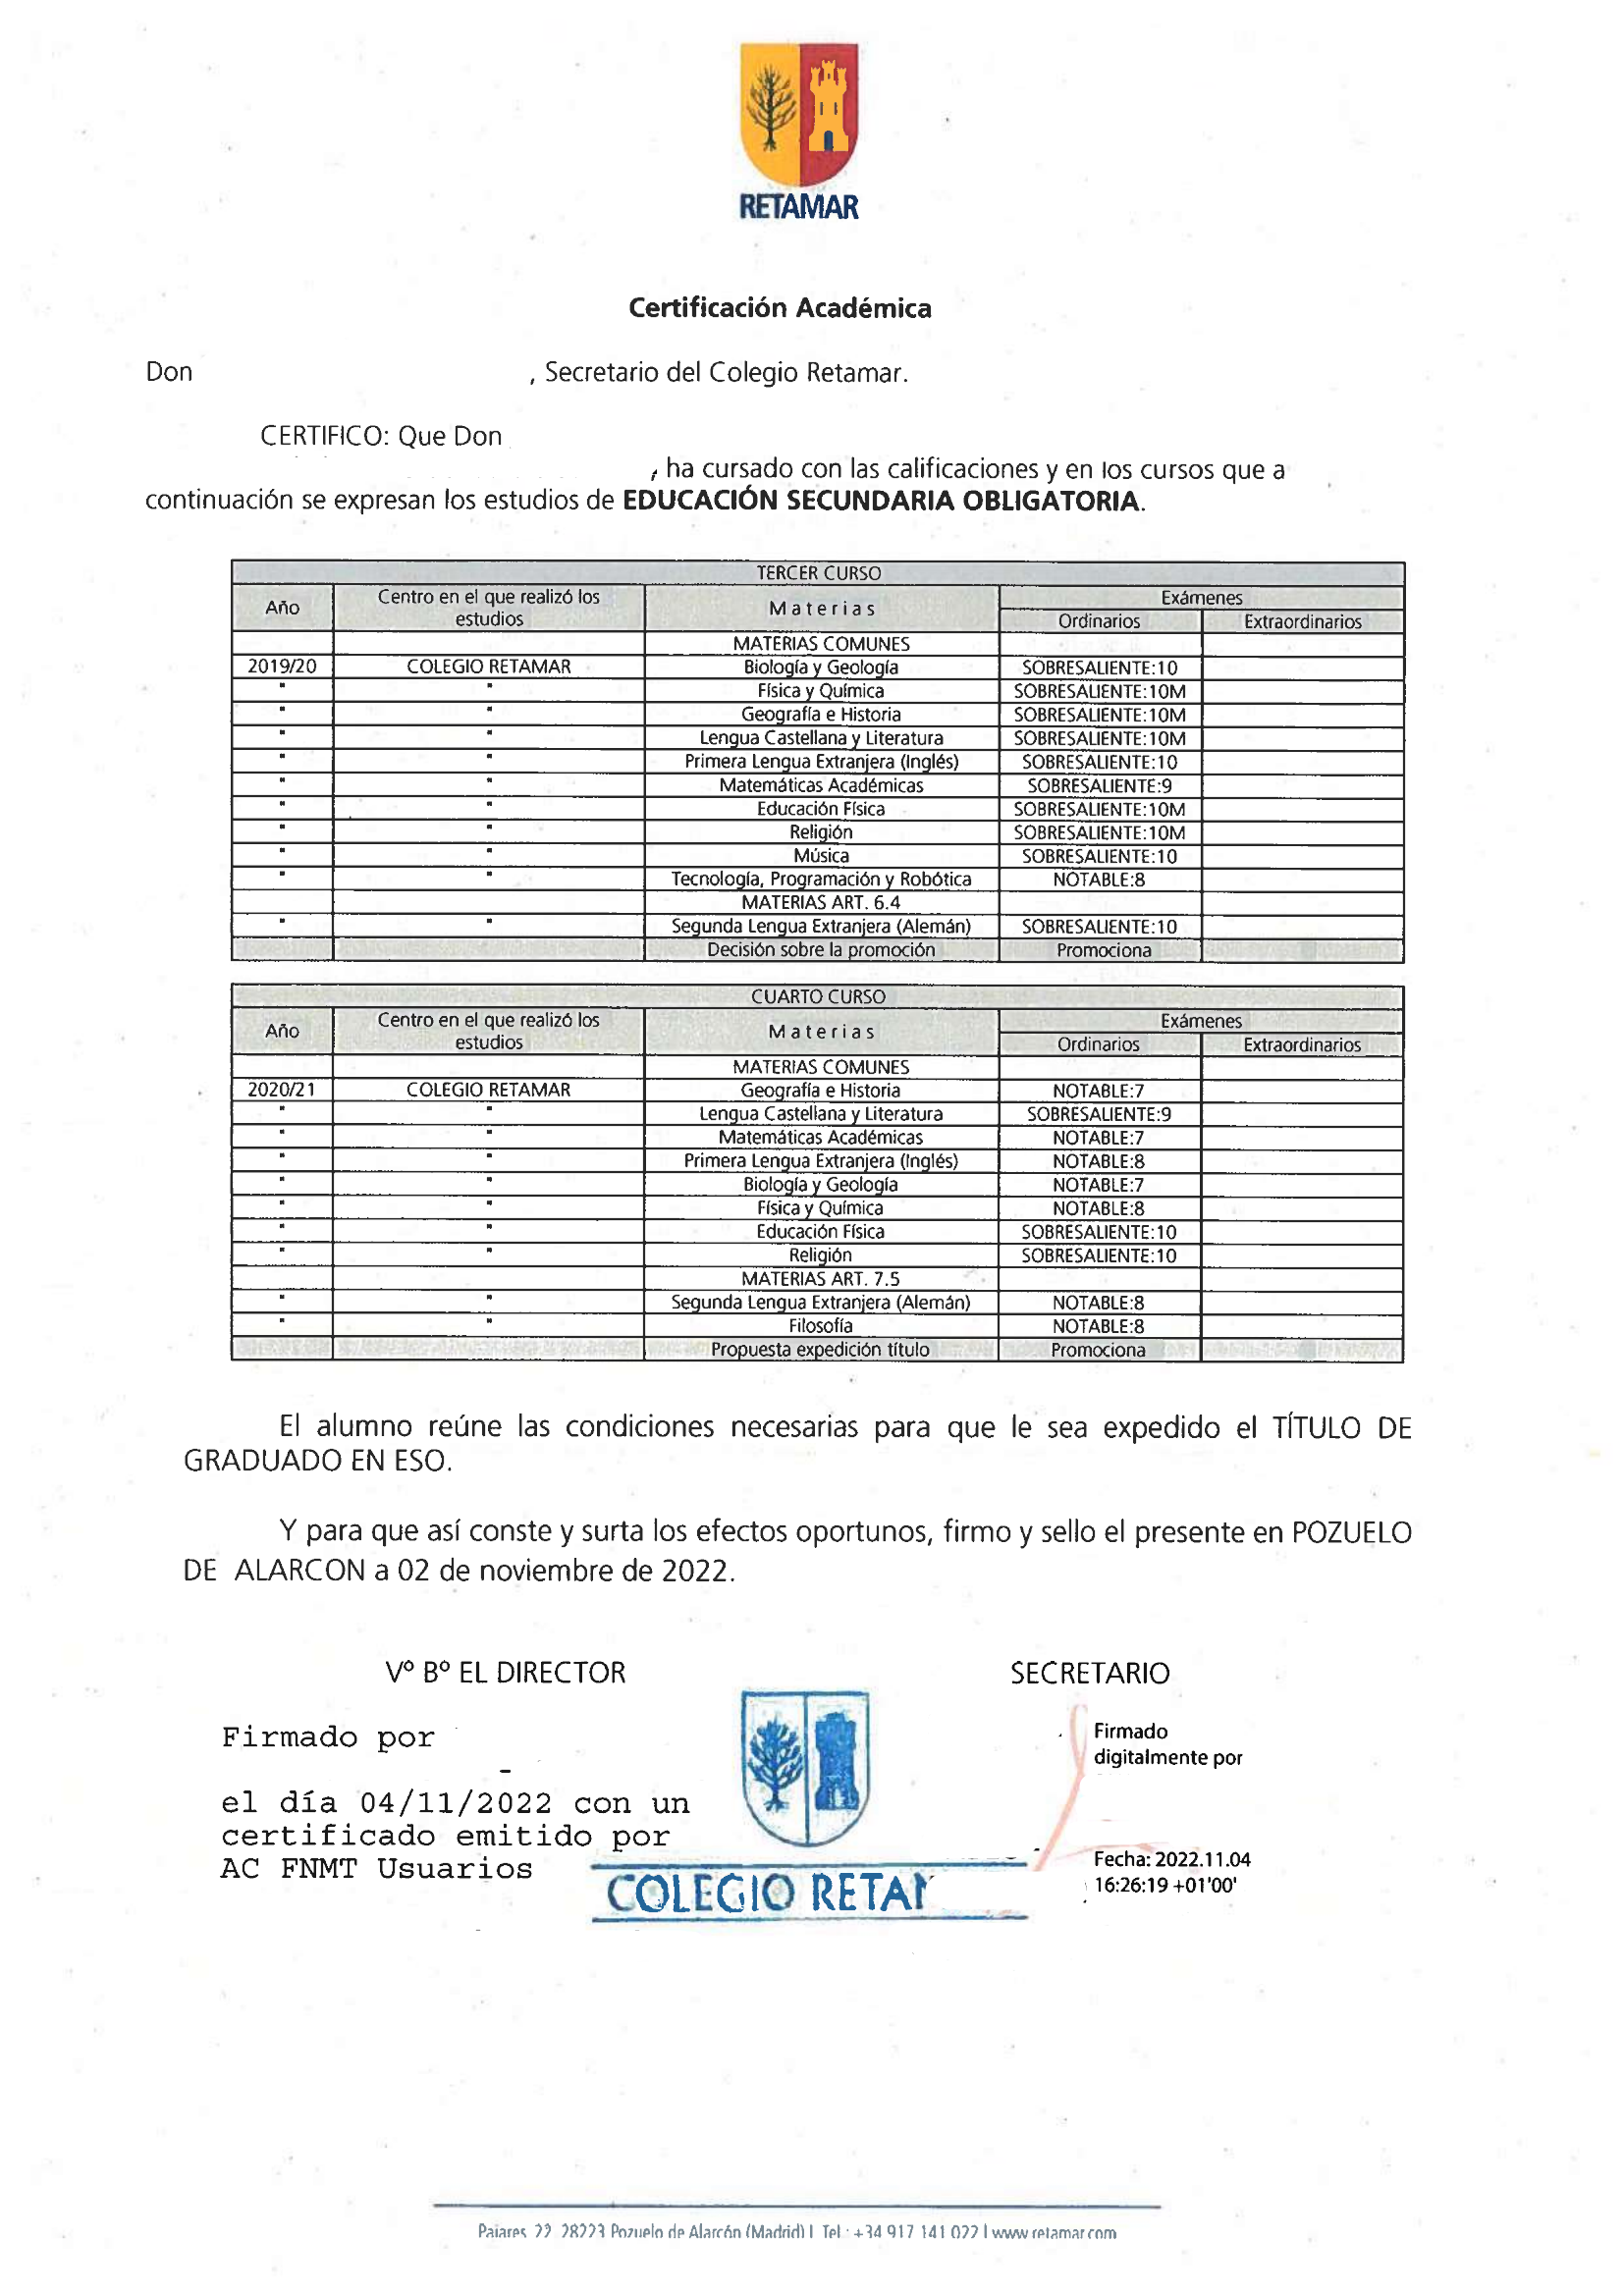 RETAMAR
Certificación Académica
Don , Secretario del Colegio Retamar.
CERTIFICO: Que Don
, ha cursado con las calificaciones y en los cursos que a
continuación se expresan los estudios de EDUCACIÓN SECUNDARIA OBLIGATORIA.
TERCER CURSO
Año Centro en el que realizó los estudios Materias Exámenes
Ordinarios Extraordinarios
MATERIAS COMUNES
2019/20 COLEGIO RETAMAR Biología y Geología SOBRESALIENTE:10
" " Física y Química SOBRESALIENTE:10M
" " Geografía e Historia SOBRESALIENTE:10M
" " Lengua Castellana y Literatura SOBRESALIENTE:10M
" " Primera Lengua Extranjera (Inglés) SOBRESALIENTE:10
" " Matemáticas Académicas SOBRESALIENTE:9
" " Educación Física SOBRESALIENTE:10M
" " Religión SOBRESALIENTE:10M
" " Música SOBRESALIENTE:10
" " Tecnología, Programación y Robótica NOTABLE:8
MATERIAS ART. 6.4
" " Segunda Lengua Extranjera (Alemán) SOBRESALIENTE:10
Decisión sobre la promoción Promociona
CUARTO CURSO
Año Centro en el que realizó los estudios Materias Exámenes
Ordinarios Extraordinarios
MATERIAS COMUNES
2020/21 COLEGIO RETAMAR Geografía e Historia NOTABLE:7
" " Lengua Castellana y Literatura SOBRESALIENTE:9
" " Matemáticas Académicas NOTABLE:7
" " Primera Lengua Extranjera (Inglés) NOTABLE:8
" " Biología y Geología NOTABLE:7
" " Física y Química NOTABLE:8
" " Educación Física SOBRESALIENTE:10
" " Religión SOBRESALIENTE:10
MATERIAS ART. 7.5
" " Segunda Lengua Extranjera (Alemán) NOTABLE:8
" " Filosofía NOTABLE:8
Propuesta expedición título Promociona
El alumno reúne las condiciones necesarias para que le sea expedido el TÍTULO DE
GRADUADO EN ESO.
Y para que así conste y surta los efectos oportunos, firmo y sello el presente en POZUELO
DE ALARCON a 02 de noviembre de 2022.
Vº Bº EL DIRECTOR
SECRETARIO
Firmado por
-
el día 04/11/2022 con un
certificado emitido por
AC FNMT Usuarios
COLEGIO RETA
Firmado
digitalmente por
Fecha: 2022.11.04
16:26:19 +01'00'
Pajares 22 28223 Pozuelo de Alarcón (Madrid) | Tel.: +34 917 141 022 | www.retamar.com